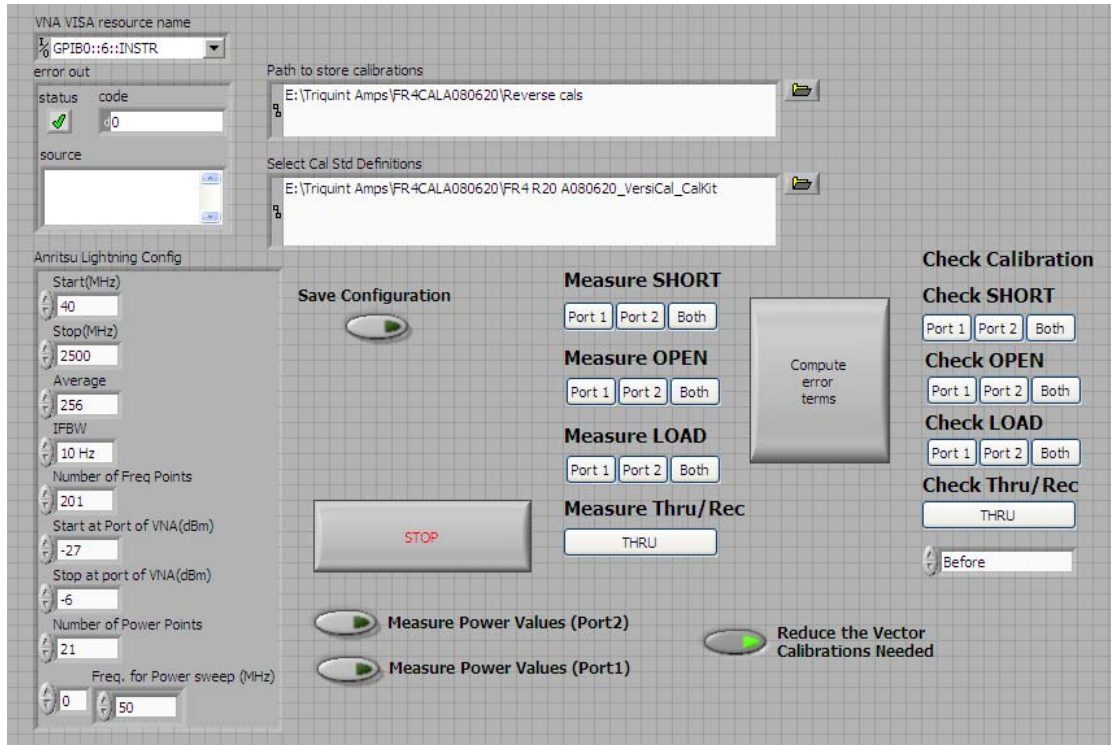 VNA VISA resource name
GPIB0::6::INSTR
error out
status code
d 0
source
Path to store calibrations
E:\Triquint Amps\FR4CALA080620\Reverse cals
Select Cal Std Definitions
E:\Triquint Amps\FR4CALA080620\FR4 R20 A080620_VersiCal_CalKit
Anritsu Lightning Config
Start(MHz)
40
Stop(MHz)
2500
Average
256
IFBW
10 Hz
Number of Freq Points
201
Start at Port of VNA(dBm)
-27
Stop at port of VNA(dBm)
-6
Number of Power Points
21
Freq. for Power sweep (MHz)
0 50
Save Configuration
STOP
Measure Power Values (Port2)
Measure Power Values (Port1)
Measure SHORT
Port 1 Port 2 Both
Measure OPEN
Port 1 Port 2 Both
Measure LOAD
Port 1 Port 2 Both
Measure Thru/Rec
THRU
Compute
error
terms
Reduce the Vector
Calibrations Needed
Check Calibration
Check SHORT
Port 1 Port 2 Both
Check OPEN
Port 1 Port 2 Both
Check LOAD
Port 1 Port 2 Both
Check Thru/Rec
THRU
Before